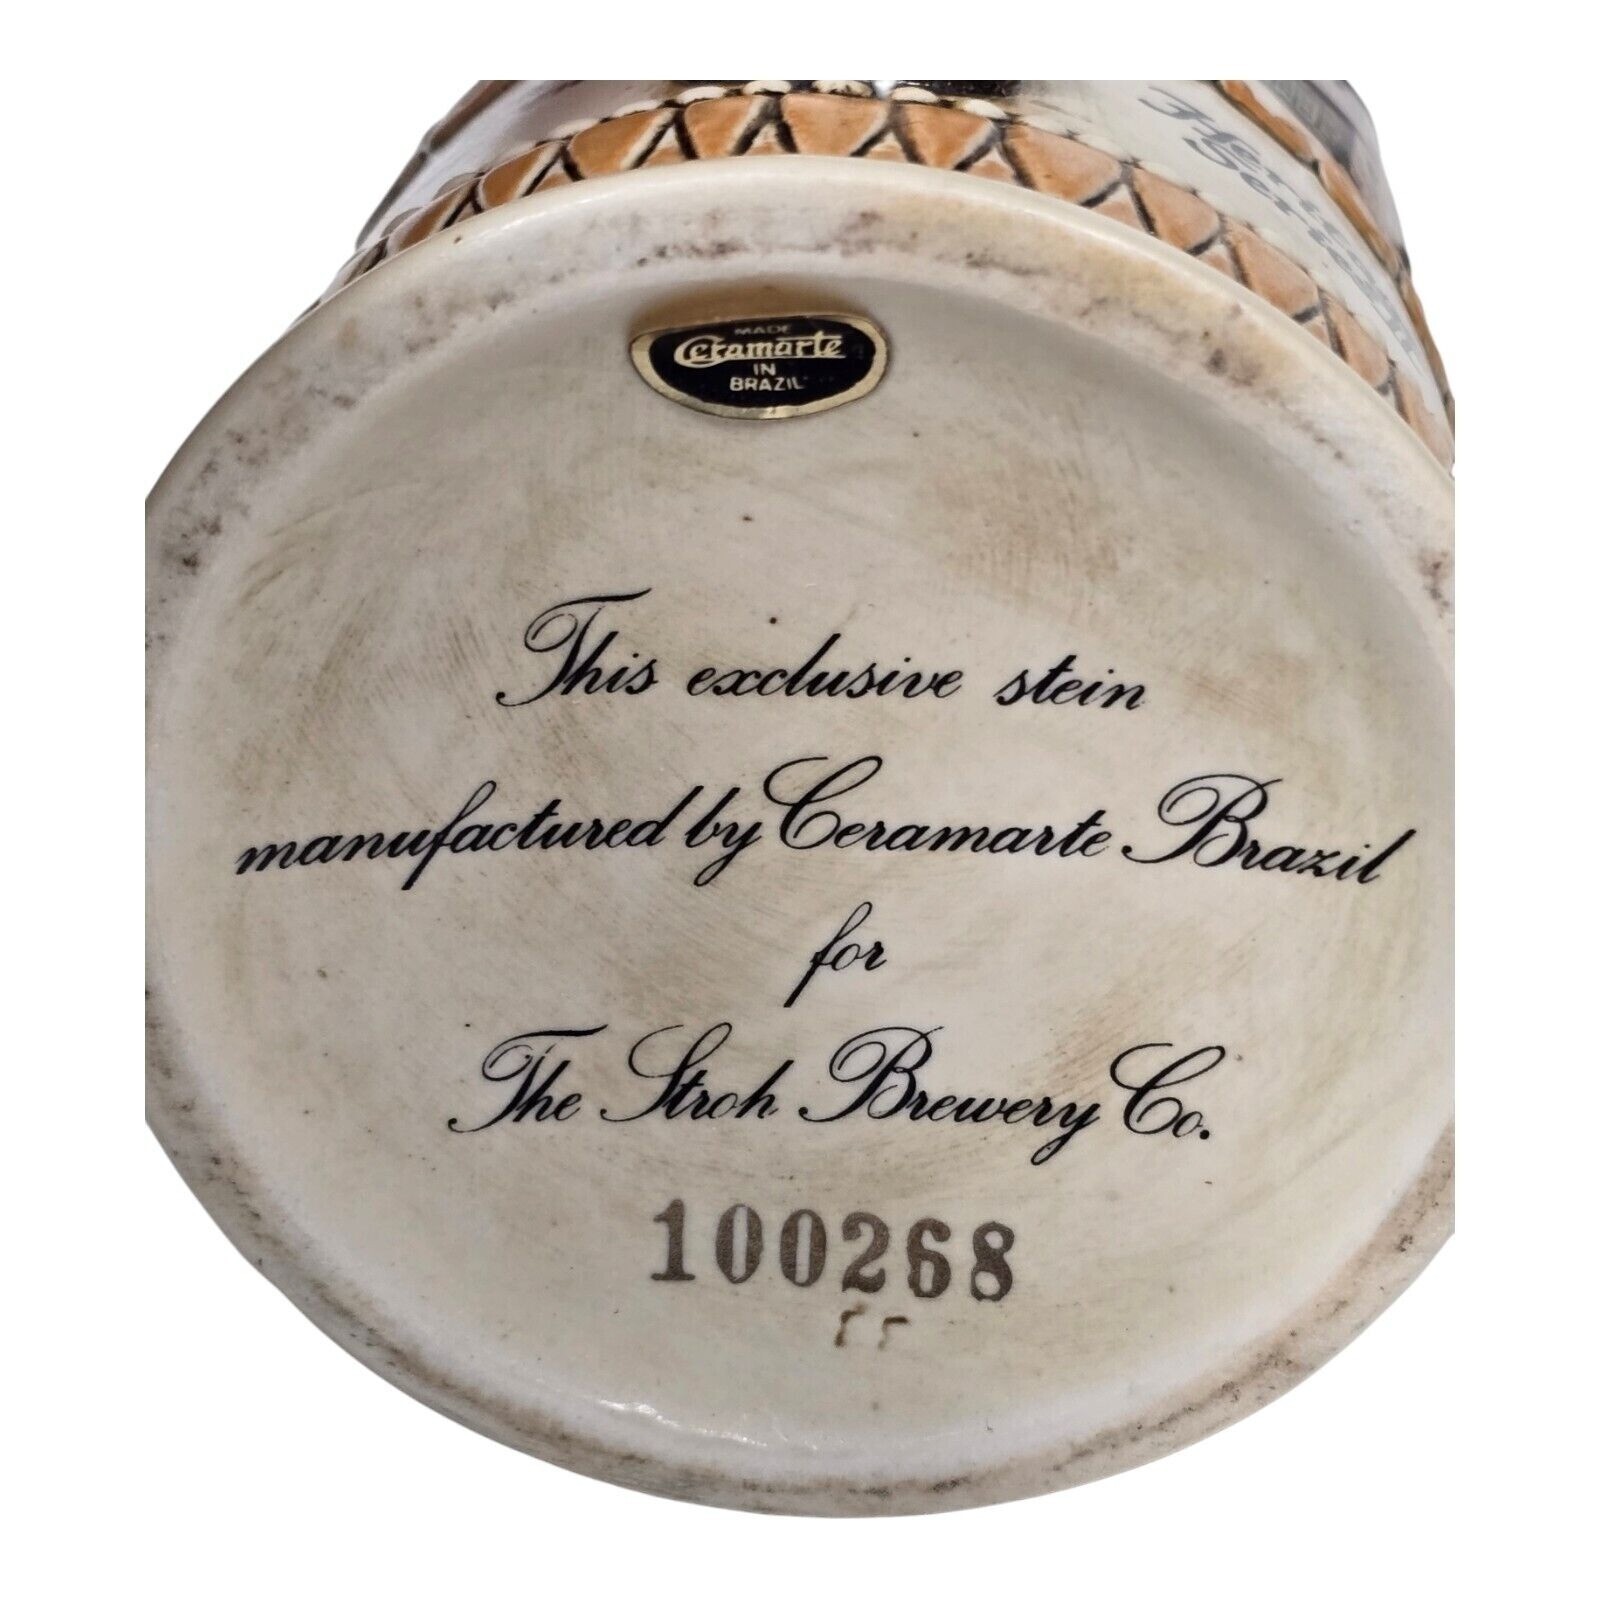 MADE
Ceramarte
IN
BRAZIL
This exclusive stein
manufactured by Ceramarte Brazil
for
The Stroh Brewery Co.
100268